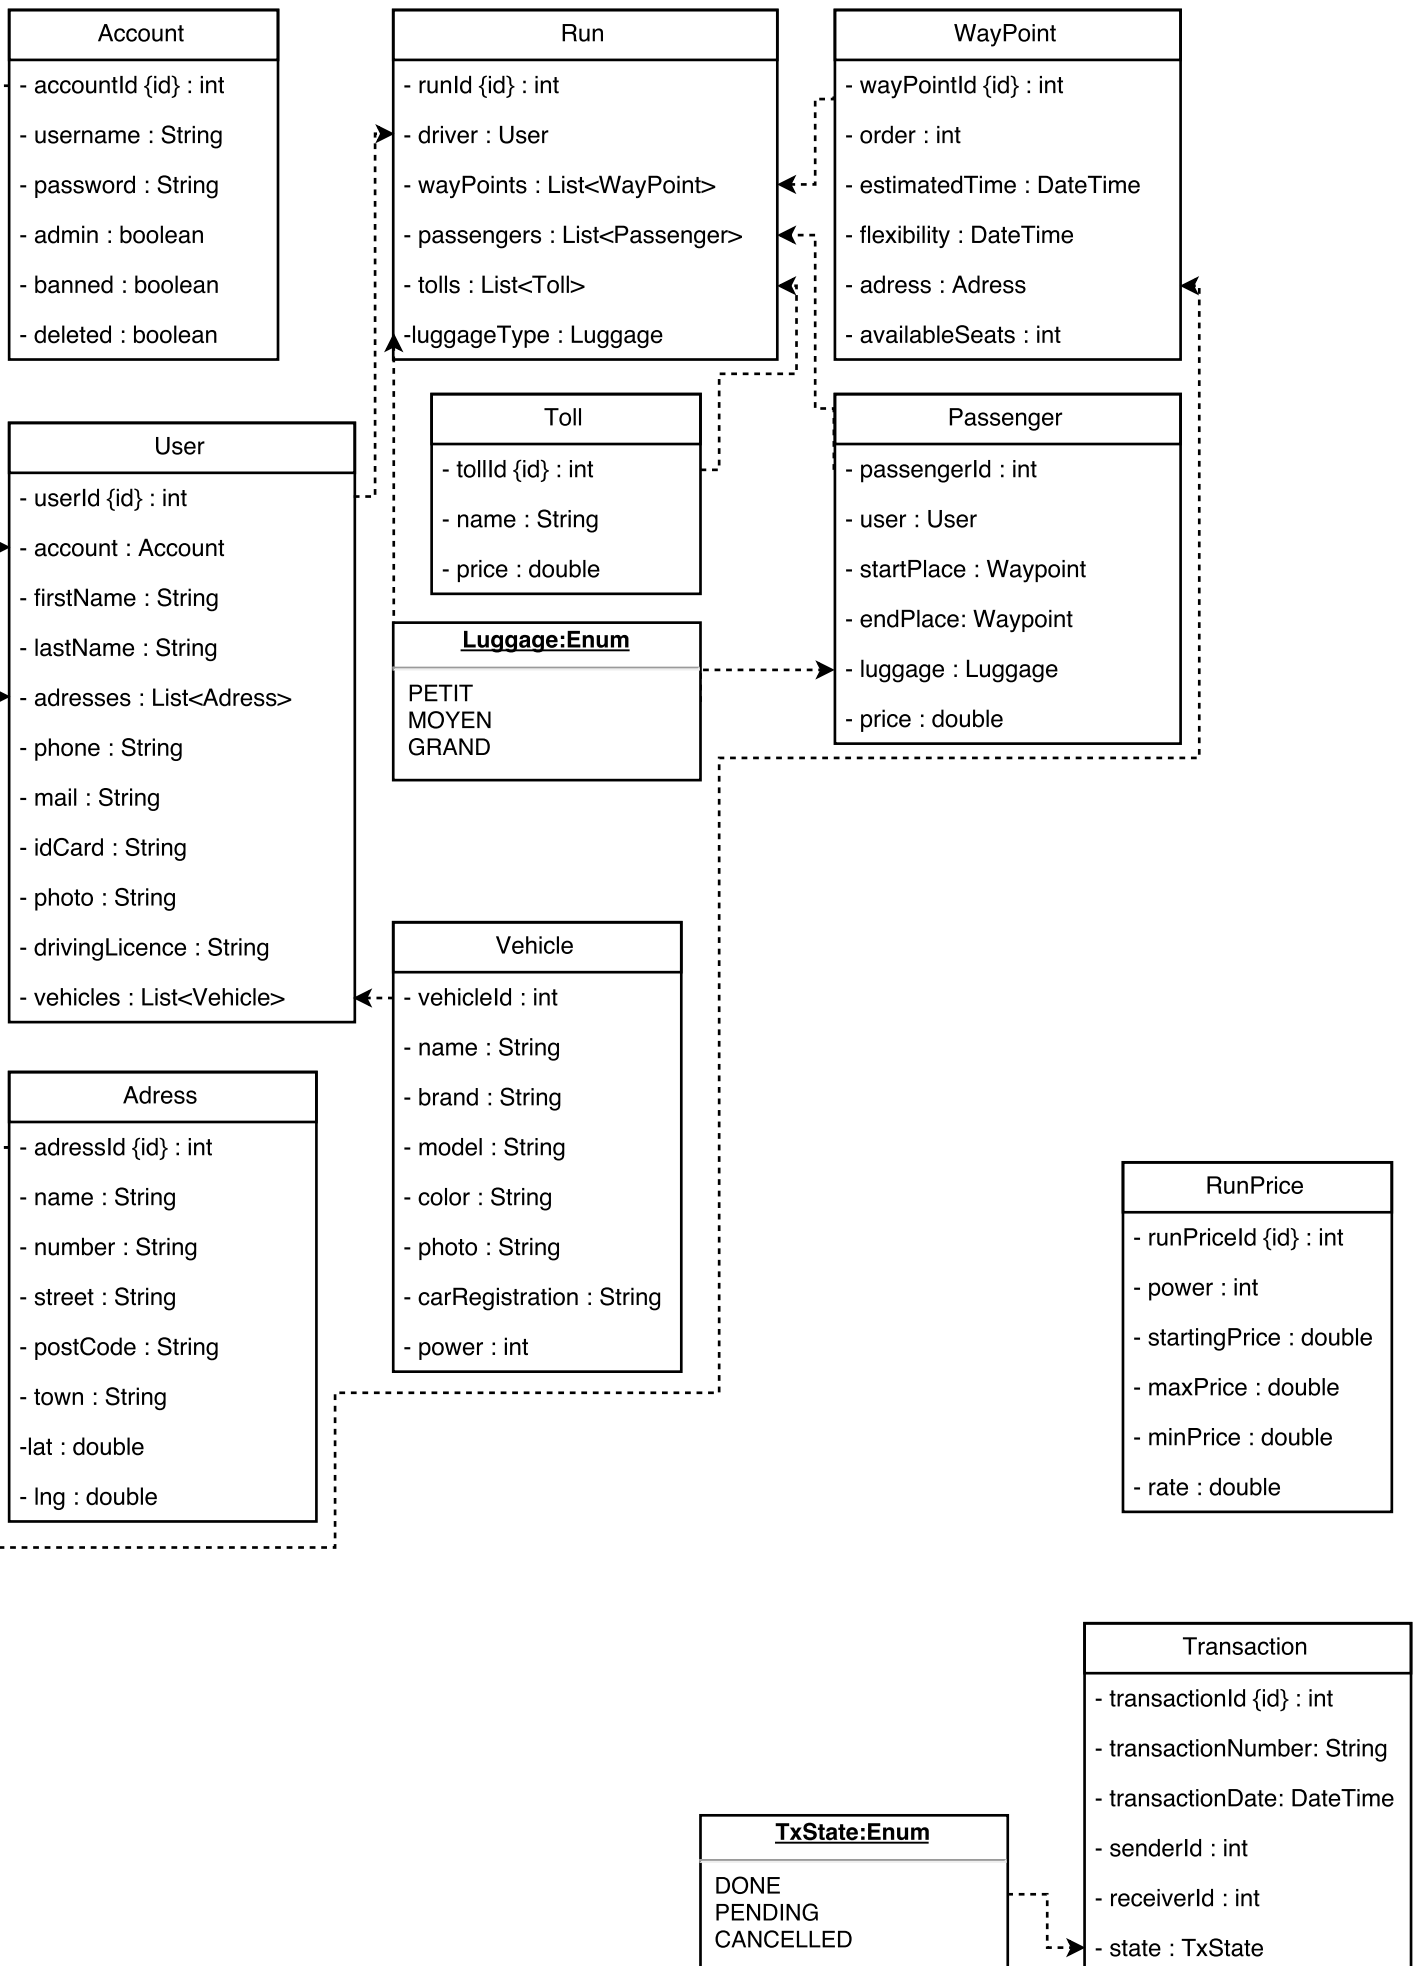 Account
- accountId {id} : int
- username : String
- password : String
- admin : boolean
- banned : boolean
- deleted : boolean
Run
- runId {id} : int
- driver : User
- wayPoints : List<WayPoint>
- passengers : List<Passenger>
- tolls : List<Toll>
-luggageType : Luggage
WayPoint
- wayPointId {id} : int
- order : int
- estimatedTime : DateTime
- flexibility : DateTime
- adress : Adress
- availableSeats : int
User
- userId {id} : int
- account : Account
- firstName : String
- lastName : String
- adresses : List<Adress>
- phone : String
- mail : String
- idCard : String
- photo : String
- drivingLicence : String
- vehicles : List<Vehicle>
Toll
- tollId {id} : int
- name : String
- price : double
Passenger
- passengerId : int
- user : User
- startPlace : Waypoint
- endPlace: Waypoint
- luggage : Luggage
- price : double
Luggage:Enum
PETIT
MOYEN
GRAND
Vehicle
- vehicleId : int
- name : String
- brand : String
- model : String
- color : String
- photo : String
- carRegistration : String
- power : int
Adress
- adressId {id} : int
- name : String
- number : String
- street : String
- postCode : String
- town : String
-lat : double
- lng : double
RunPrice
- runPriceId {id} : int
- power : int
- startingPrice : double
- maxPrice : double
- minPrice : double
- rate : double
Transaction
- transactionId {id} : int
- transactionNumber: String
- transactionDate: DateTime
- senderId : int
- receiverId : int
- state : TxState
TxState:Enum
DONE
PENDING
CANCELLED